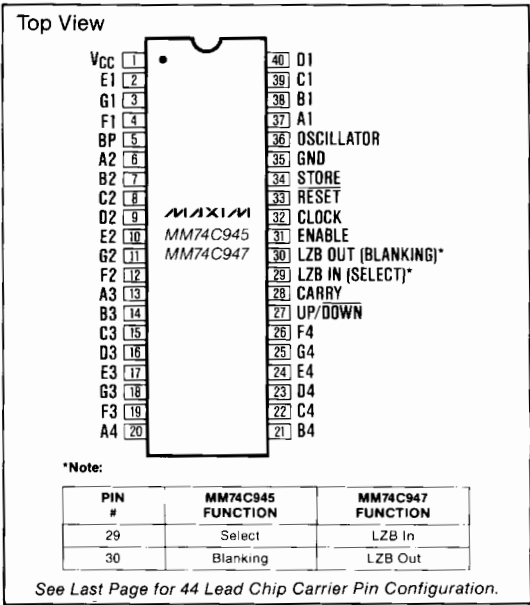 Top View
VCC 1
E1 2
G1 3
F1 4
BP 5
A2 6
B2 7
C2 8
D2 9
E2 10
G2 11
F2 12
A3 13
B3 14
C3 15
D3 16
E3 17
G3 18
F3 19
A4 20
MAXIM
MM74C945
MM74C947
40 D1
39 C1
38 B1
37 A1
36 OSCILLATOR
35 GND
34 STORE
33 RESET
32 CLOCK
31 ENABLE
30 LZB OUT (BLANKING)*
29 LZB IN (SELECT)*
28 CARRY
27 UP/DOWN
26 F4
25 G4
24 E4
23 D4
22 C4
21 B4
*Note:
PIN # MM74C945 FUNCTION MM74C947 FUNCTION
29 Select LZB In
30 Blanking LZB Out
See Last Page for 44 Lead Chip Carrier Pin Configuration.